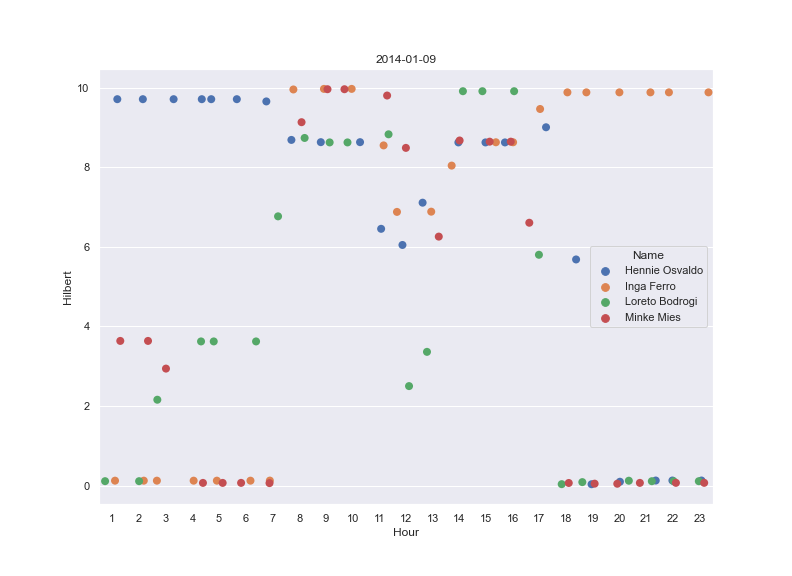 2014-01-09
10
8
6
4
2
0
Hilbert
Name
Hennie Osvaldo
Inga Ferro
Loreto Bodrogi
Minke Mies
1 2 3 4 5 6 7 8 9 10 11 12 13 14 15 16 17 18 19 20 21 22 23
Hour